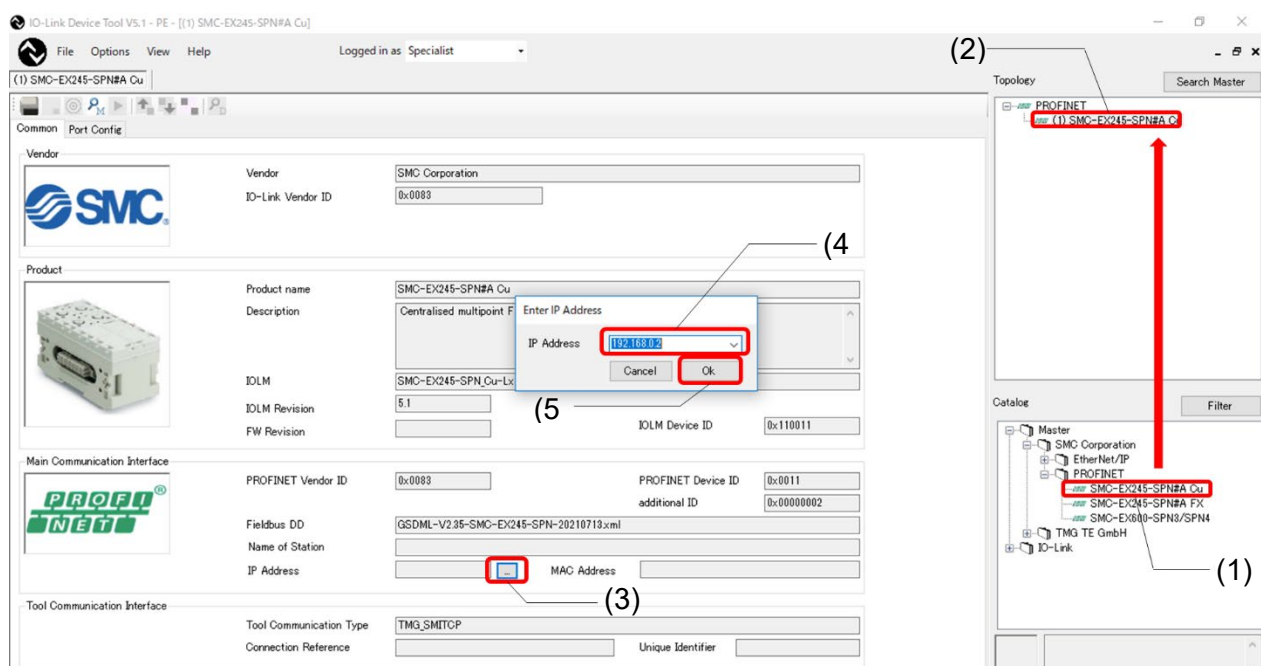 IO-Link Device Tool V5.1 - PE - [(1) SMC-EX245-SPN#A Cu]
File Options View Help Logged in as Specialist
(2)
(1) SMC-EX245-SPN#A Cu
Topology Search Master
PROFINET
(1) SMC-EX245-SPN#A C
Common Port Config
Vendor
SMC.
Vendor SMC Corporation
IO-Link Vendor ID 0x0083
(4
Product
Product name SMC-EX245-SPN#A Cu
Description Centralised multipoint F
Enter IP Address
IP Address 192.168.0.2
Cancel Ok
(5
IOLM SMC-EX245-SPN_Cu-Lx
IOLM Revision 5.1
FW Revision IOLM Device ID 0x110011
Catalog Filter
Master
SMC Corporation
EtherNet/IP
PROFINET
SMC-EX245-SPN#A Cu
SMC-EX245-SPN#A FX
SMC-EX600-SPN3/SPN4
TMG TE GmbH
IO-Link
(1)
Main Communication Interface
PROFI
NET
®
PROFINET Vendor ID 0x0083 PROFINET Device ID 0x0011
additional ID 0x00000002
Fieldbus DD GSDML-V2.35-SMC-EX245-SPN-20210713.xml
Name of Station
IP Address ... MAC Address
(3)
Tool Communication Interface
Tool Communication Type TMG_SMITCP
Connection Reference Unique Identifier